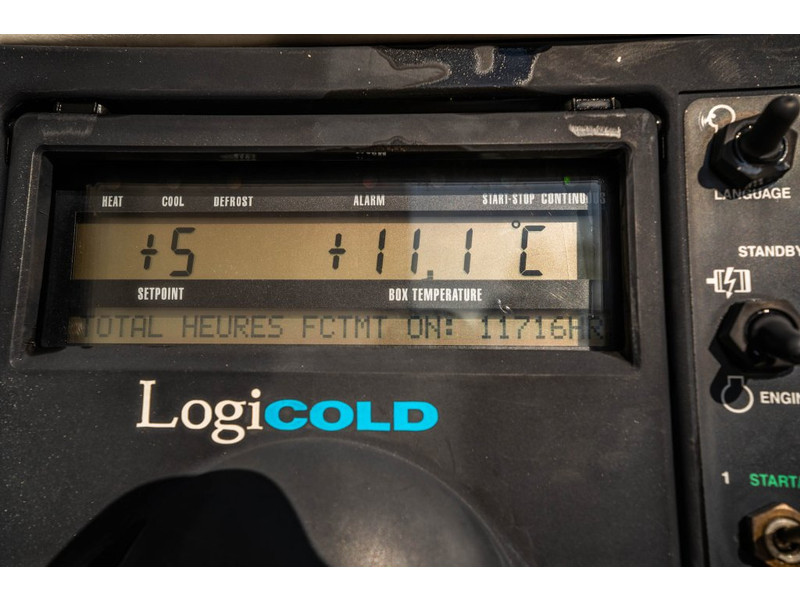 HEAT COOL DEFROST ALARM START-STOP CONTINUOUS
+5 +11.1 °C
SETPOINT BOX TEMPERATURE
TOTAL HEURES FCTMT ON: 11716HR
LogiCOLD
LANGUAGE
STANDBY
ENGIN
1 START/